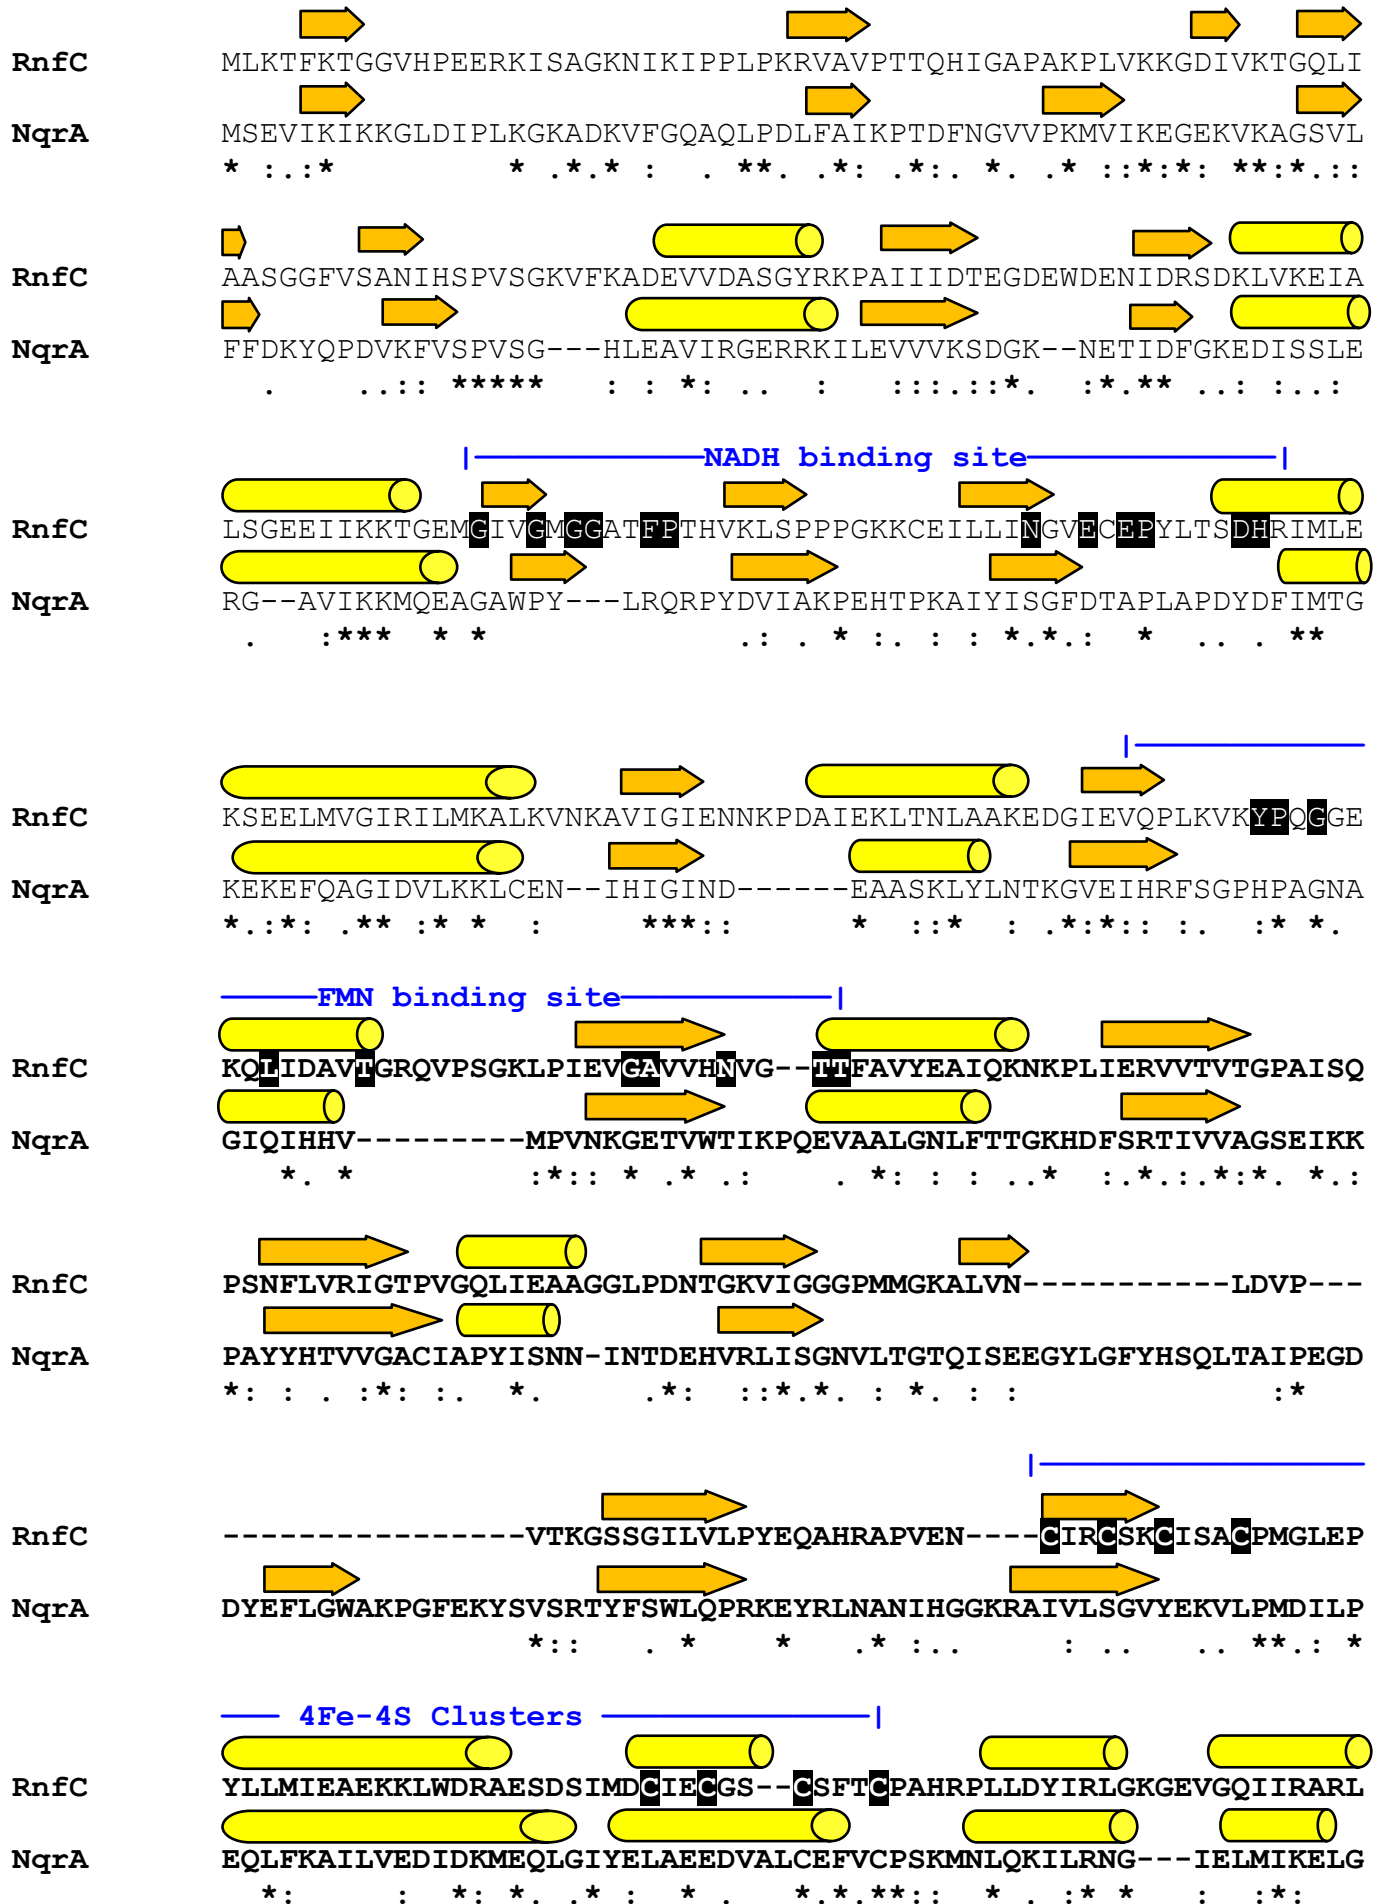 RnfC MLKTFKTGGVHPEERKISAGKNIKIPPLPKRVAVPTTQHIGAPAKPLVKKGDIVKTGQLI
NqrA MSEVIKIKKGLDIPLKGKADKVFGQAQLPDLFAIKPTDFNGVVPKMVIKEGEKVKAGSVL
* :.:* * .*.* : . **. .*: .*:. *. .* ::*:*: **:*.::
RnfC AASGGFVSANIHSPVSGKVFKADEVVDASGYRKPAIIIDTEGDEWDENIDRSDKLVKEIA
NqrA FFDKYQPDVKFVSPVSG---HLEAVIRGERRKILEVVVKSDGK--NETIDFGKEDISSLE
. ..:: ***** : : *: .. : :::.::*. :*.** ..: :..:
|NADH binding site|
RnfC LSGEEIIKKTGEMGIVGMGGATFPTHVKLSPPPGKKCEILLINGVECEPYLTSDHRIMLE
NqrA RG--AVIKKMQEAGAWPY---LRQRPYDVIAKPEHTPKAIYISGFDTAPLAPDYDFIMTG
. :*** * * .: . * :. : : *.*.: * .. . **
|
RnfC KSEELMVGIRILMKALKVNKAVIGIENNKPDAIEKLTNLAAKEDGIEVQPLKVKYPQGGE
NqrA KEKEFQAGIDVLKKLCEN--IHIGIND------EAASKLYLNTKGVEIHRFSGPHPAGNA
*.:*: .** :* * : ***:: * ::* : .*:*:: :. :* *.
FMN binding site|
RnfC KQLIDAVTGRQVPSGKLPIEVGAVVHNVG--TTFAVYEAIQKNKPLIERVVTVTGPAISQ
NqrA GIQIHHV---------MPVNKGETVWTIKPQEVAALGNLFTTGKHDFSRTIVVAGSEIKK
*. * :*:: * .* .: . *: : : ..* :.*.:.*:*. *.:
RnfC PSNFLVRIGTPVGQLIEAAGGLPDNTGKVIGGGPMMGKALVN-----------LDVP---
NqrA PAYYHTVVGACIAPYISNN-INTDEHVRLISGNVLTGTQISEEGYLGFYHSQLTAIPEGD
*: : . :*: :. *. .*: ::*.*. : *. : : :*
|
RnfC ----------------VTKGSSGILVLPYEQAHRAPVEN----CIRCSKCISACPMGLEP
NqrA DYEFLGWAKPGFEKYSVSRTYFSWLQPRKEYRLNANIHGGKRAIVLSGVYEKVLPMDILP
*:: . * * .* :.. : .. .. **.: *
4Fe-4S Clusters |
RnfC YLLMIEAEKKLWDRAESDSIMDCIECGS--CSFTCPAHRPLLDYIRLGKGEVGQIIRARL
NqrA EQLFKAILVEDIDKMEQLGIYELAEEDVALCEFVCPSKMNLQKILRNG---IELMIKELG
*: : *: *. .* : * . *.*.**:: * . :* * : :*: